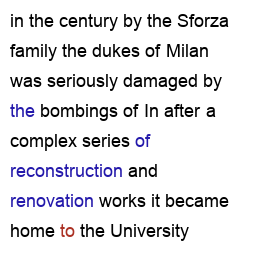 in the century by the Sforza
family the dukes of Milan
was seriously damaged by
the bombings of In after a
complex series of
reconstruction and
renovation works it became
home to the University